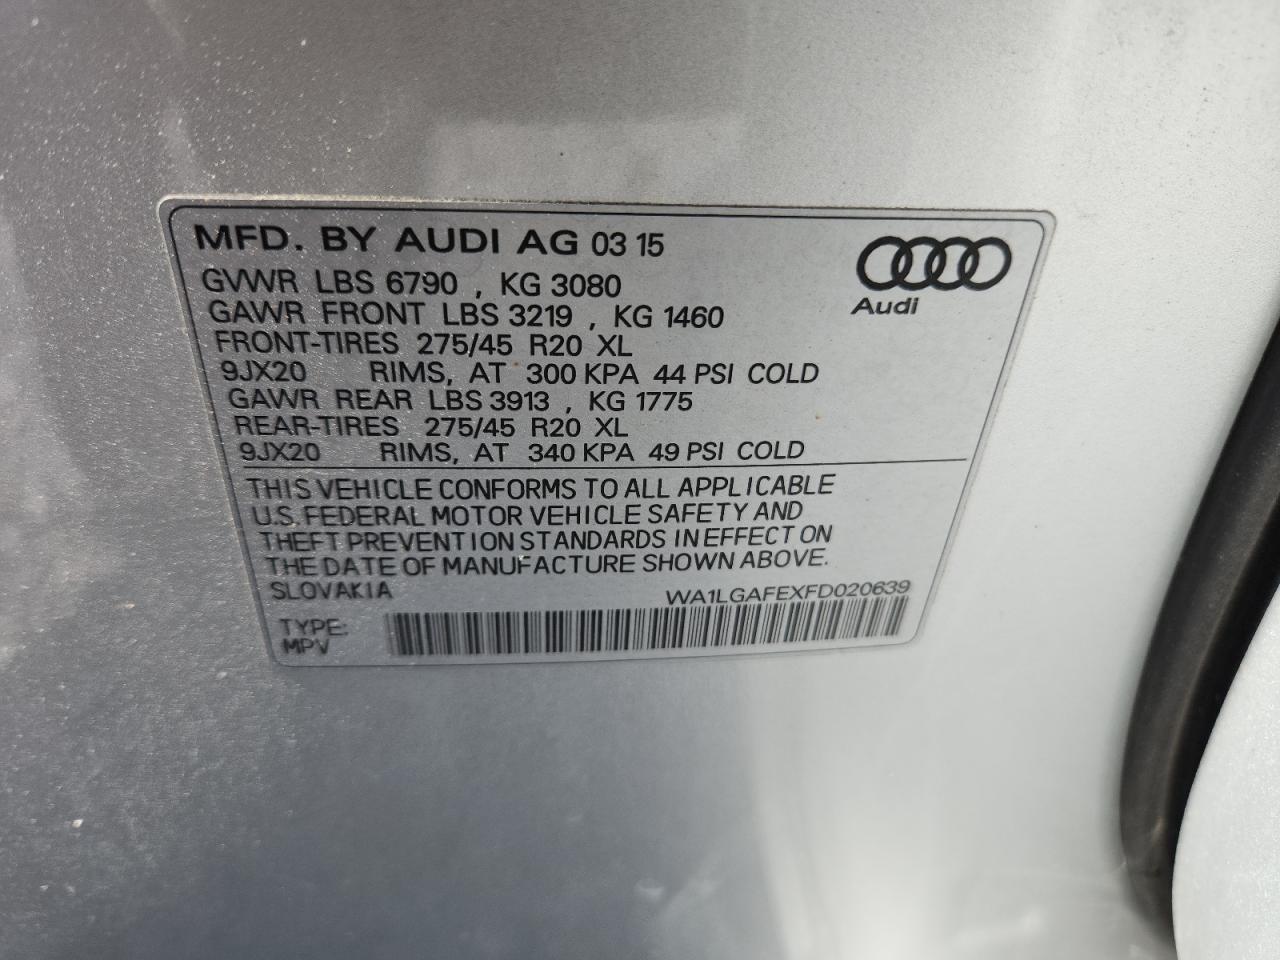 MFD. BY AUDI AG 03 15
GVWR LBS 6790 , KG 3080
GAWR FRONT LBS 3219 , KG 1460
FRONT-TIRES 275/45 R20 XL
9JX20 RIMS, AT 300 KPA 44 PSI COLD
GAWR REAR LBS 3913 , KG 1775
REAR-TIRES 275/45 R20 XL
9JX20 RIMS, AT 340 KPA 49 PSI COLD
Audi
THIS VEHICLE CONFORMS TO ALL APPLICABLE
U.S. FEDERAL MOTOR VEHICLE SAFETY AND
THEFT PREVENTION STANDARDS IN EFFECT ON
THE DATE OF MANUFACTURE SHOWN ABOVE.
SLOVAKIA WA1LGAFEXFD020639
TYPE:
MPV